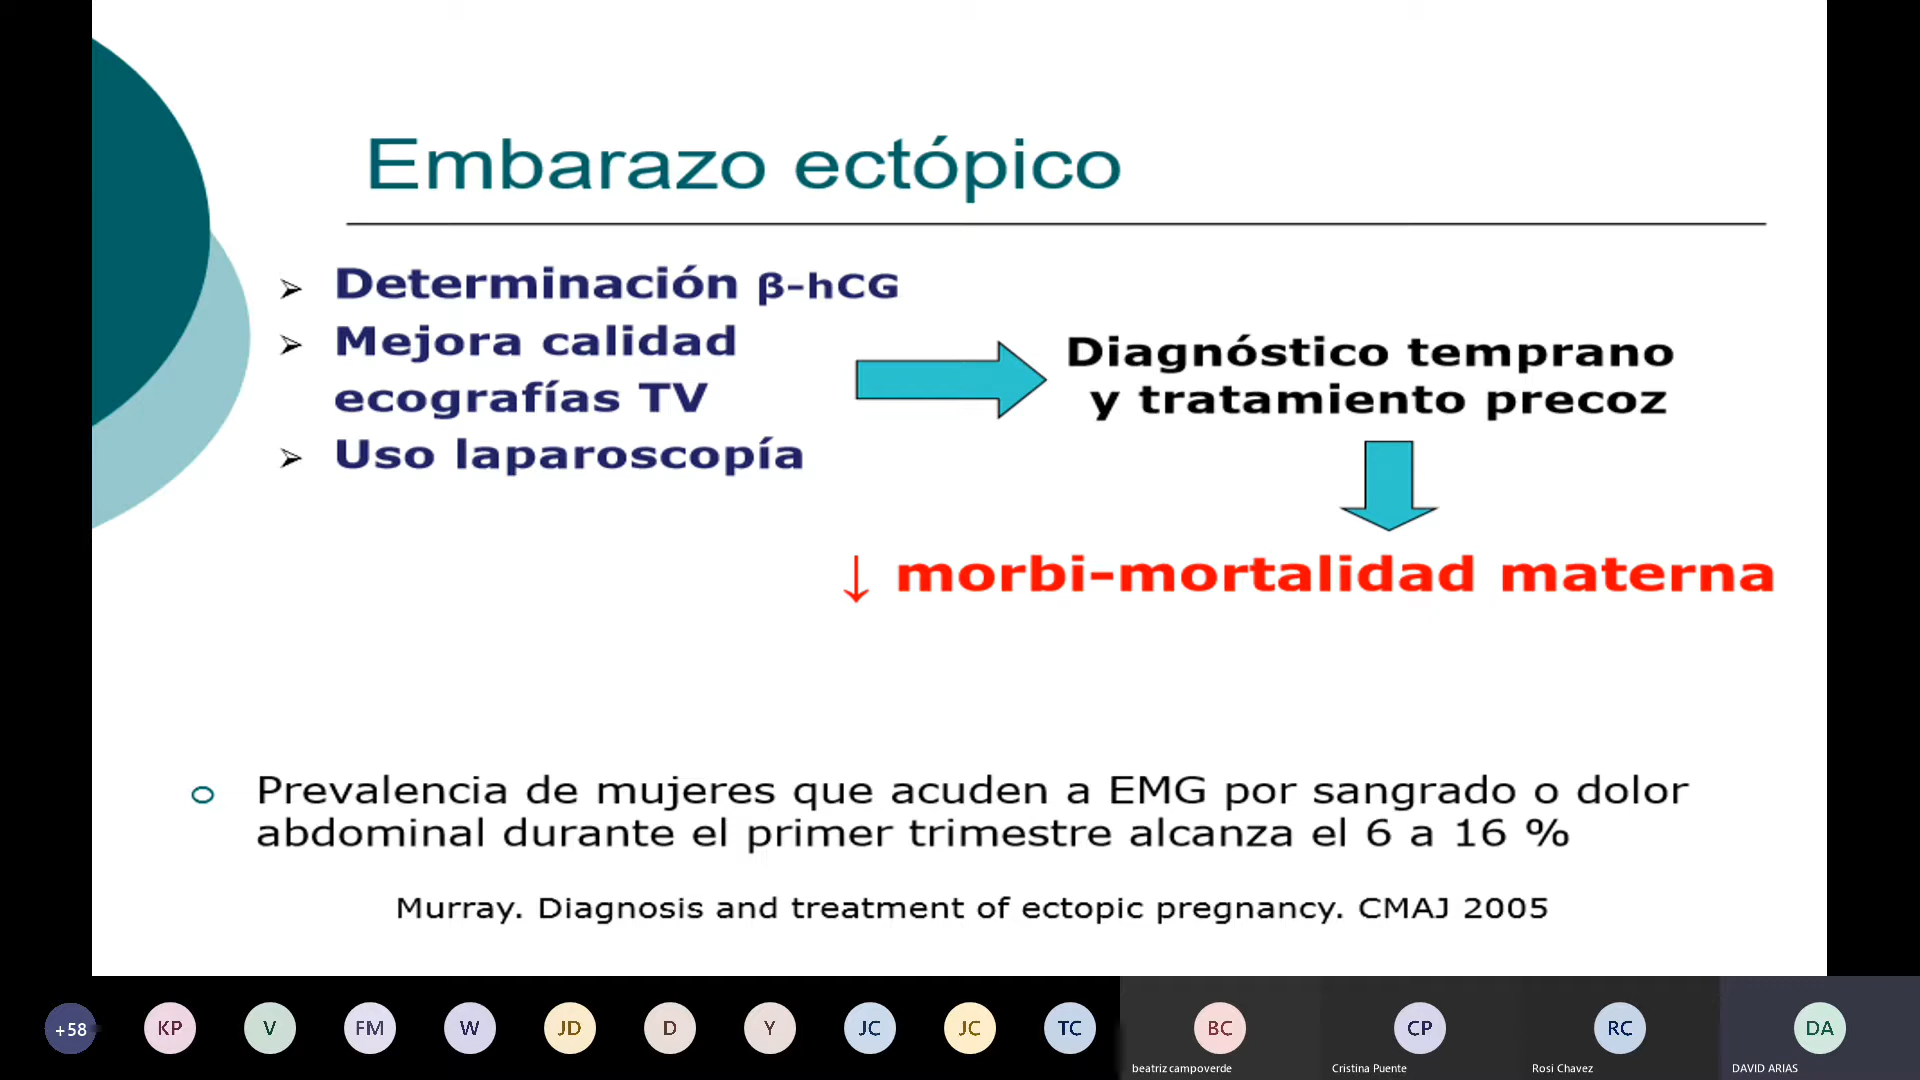 Embarazo ectópico
➢ Determinación β-hCG
➢ Mejora calidad
ecografías TV
➢ Uso laparoscopía
Diagnóstico temprano
y tratamiento precoz
↓ morbi-mortalidad materna
Prevalencia de mujeres que acuden a EMG por sangrado o dolor
abdominal durante el primer trimestre alcanza el 6 a 16 %
Murray. Diagnosis and treatment of ectopic pregnancy. CMAJ 2005
+58 KP V FM W JD D Y JC JC TC BC CP RC DA
beatriz campoverde Cristina Puente Rosi Chavez DAVID ARIAS